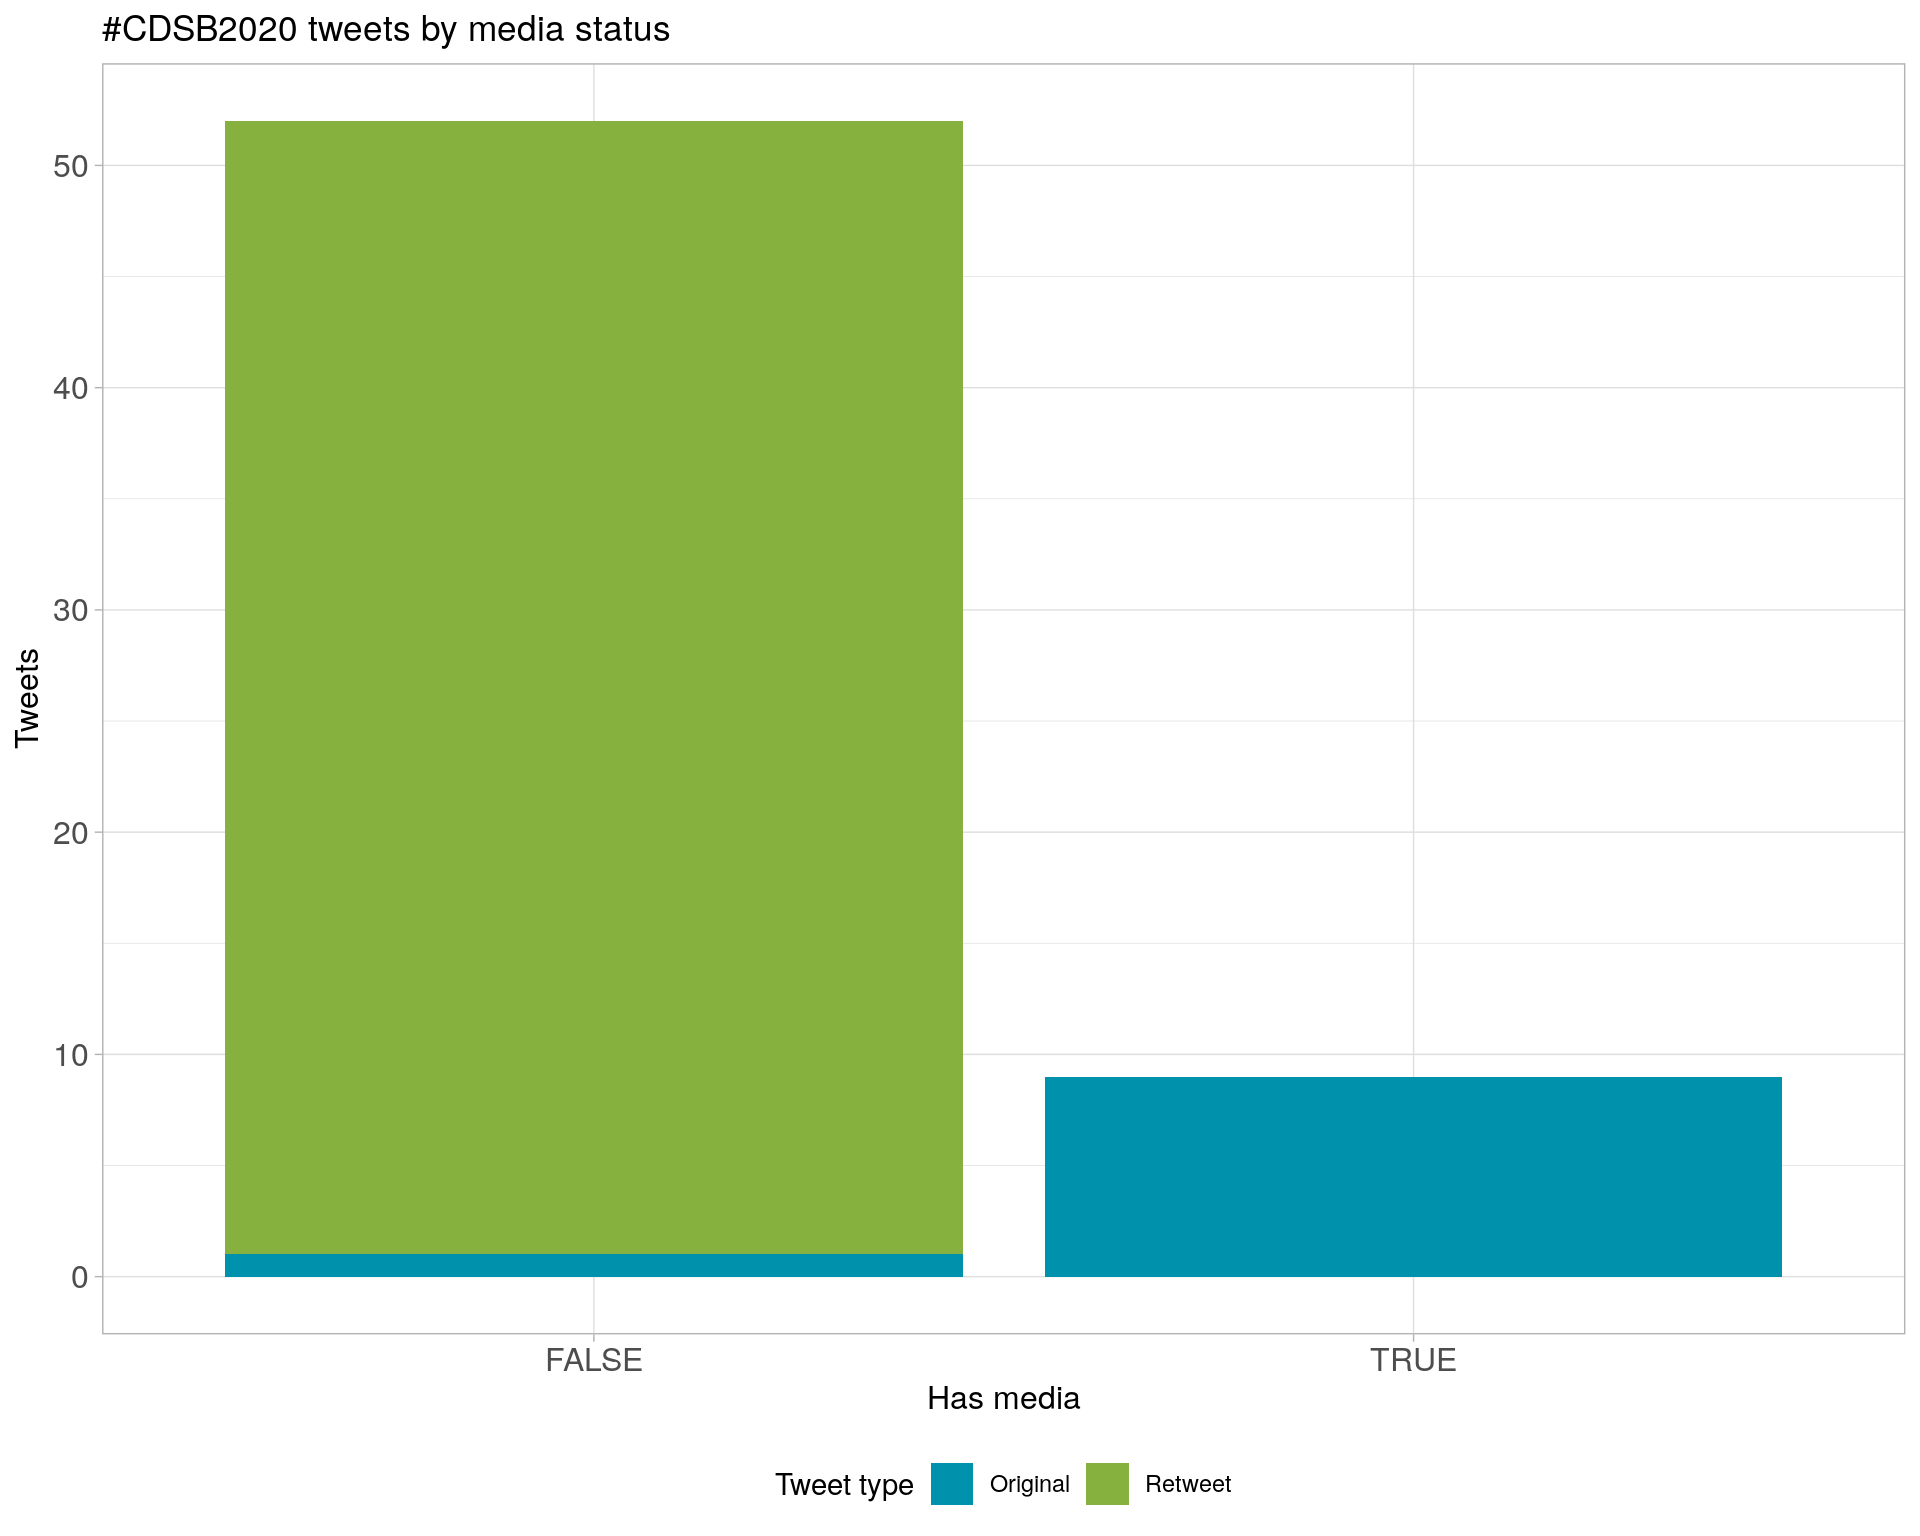 #CDSB2020 tweets by media status
50
40
30
20
10
0
Tweets
FALSE TRUE
Has media
Tweet type Original Retweet